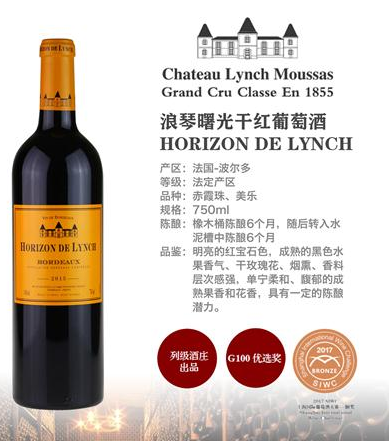 Chateau Lynch Moussas
Grand Cru Classe En 1855
浪琴曙光干红葡萄酒
HORIZON DE LYNCH
产区：法国-波尔多
等级：法定产区
品种：赤霞珠、美乐
规格：750ml
陈酿：橡木桶陈酿6个月，随后转入水
泥槽中陈酿6个月
品鉴：明亮的红宝石色，成熟的黑色水
果香气、干玫瑰花、烟熏、香料
层次感强，单宁柔和、馥郁的成
熟果香和花香，具有一定的陈酿
潜力。
HORIZON DE LYNCH
BORDEAUX
2015
列级酒庄
出品
G100 优选奖
Shanghai International Wine Challenge
2017
BRONZE
SIWC